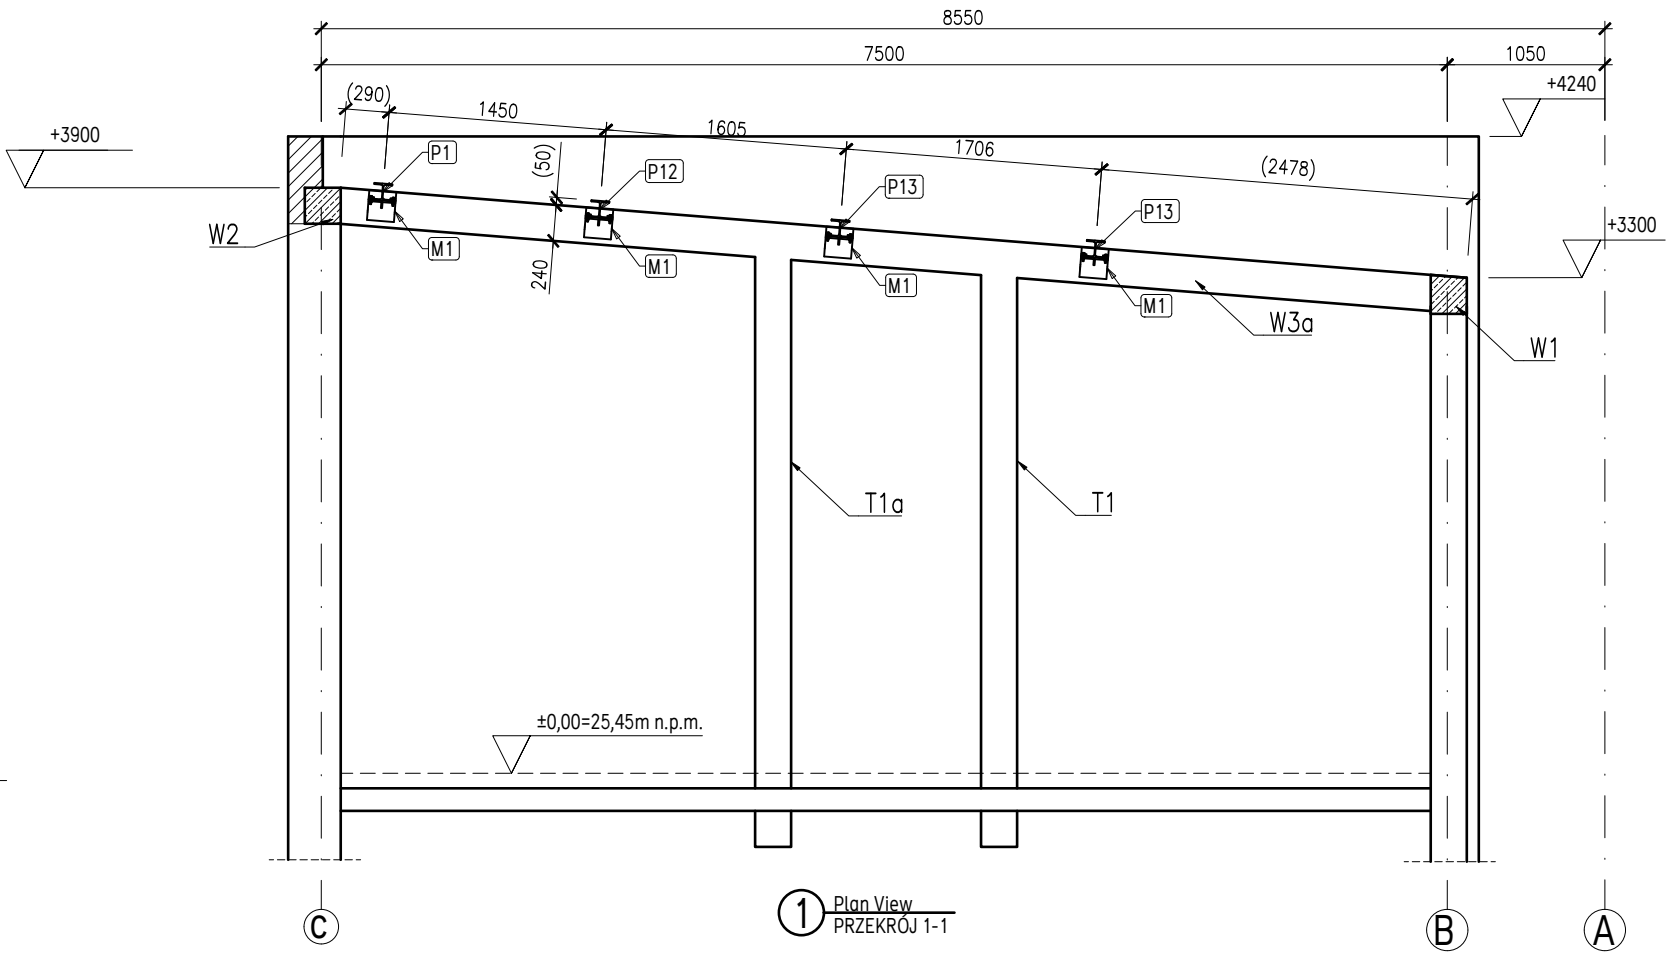 8550
7500
1050
+4240
(290)
1450
1605
1706
(2478)
+3900
P1
(50)
P12
P13
P13
+3300
W2
M1
240
M1
M1
M1
W3a
W1
T1a
T1
±0,00=25,45m n.p.m.
1
Plan View
PRZEKRÓJ 1-1
C
B
A